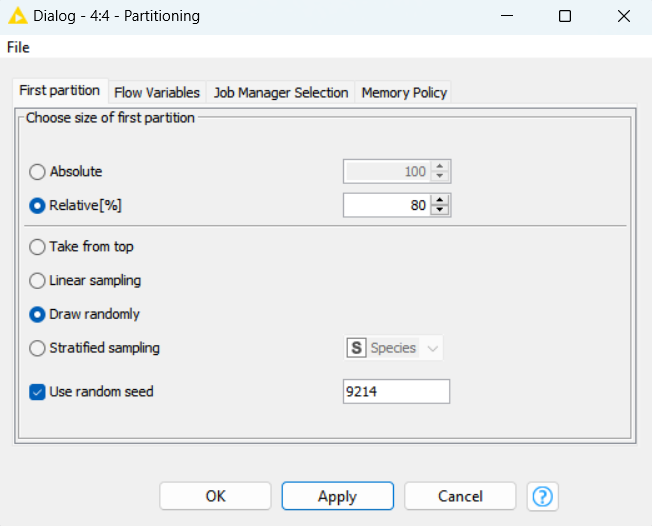 Dialog - 4:4 - Partitioning
File
First partition Flow Variables Job Manager Selection Memory Policy
Choose size of first partition
Absolute 100
Relative[%] 80
Take from top
Linear sampling
Draw randomly
Stratified sampling S Species
Use random seed 9214
OK Apply Cancel ?